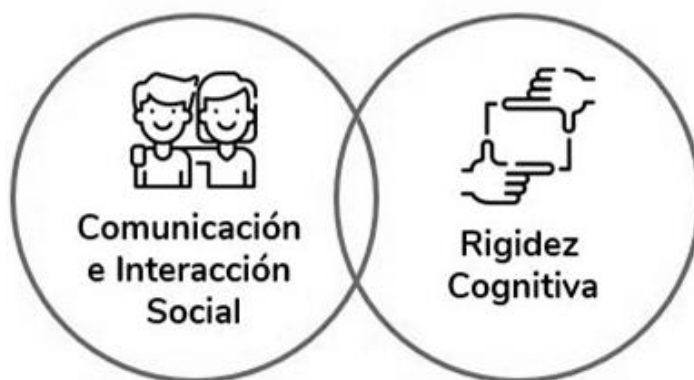 Comunicación
e Interacción
Social
Rigidez
Cognitiva